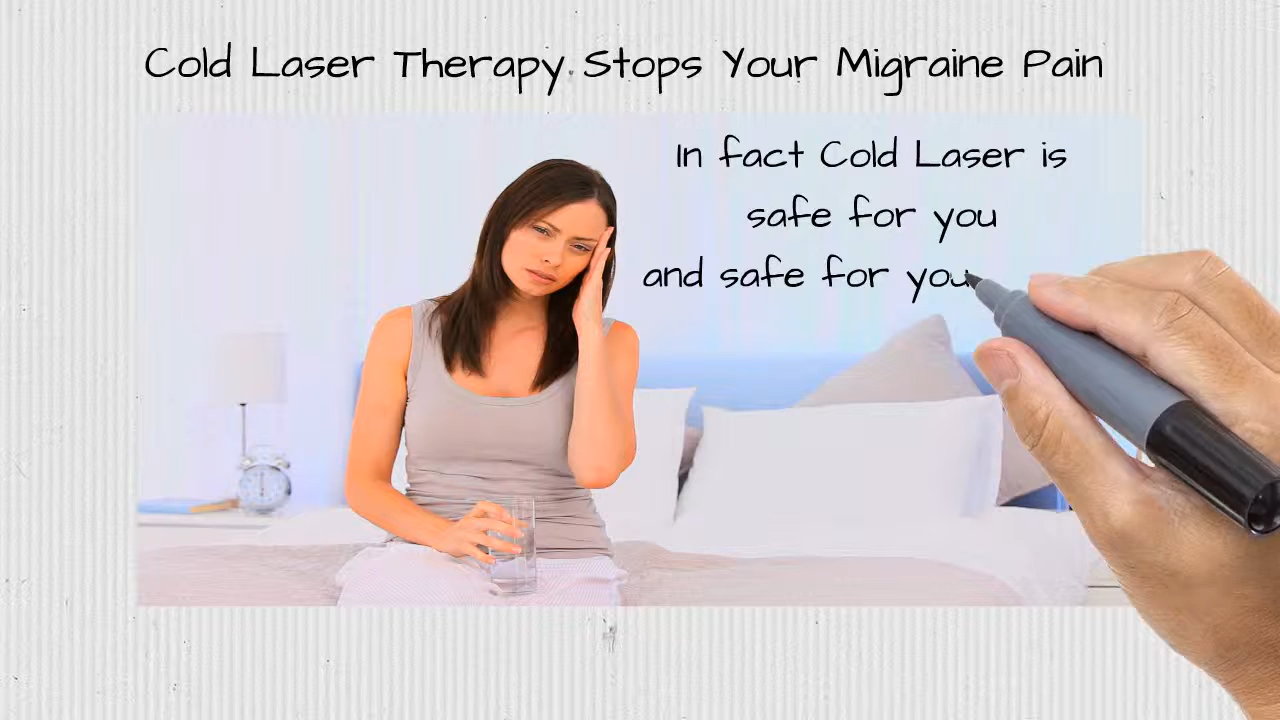 Cold Laser Therapy Stops Your Migraine Pain
In fact Cold Laser is
safe for you
and safe for you